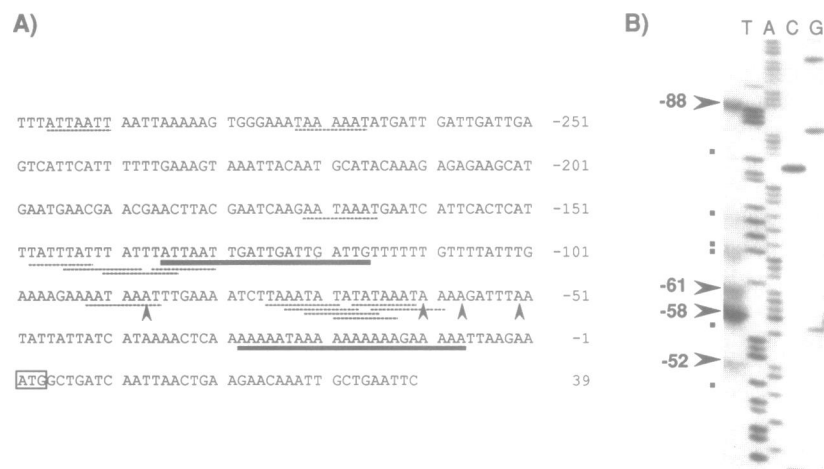 A)
TTTATTAATT AATTAAAAAG TGGGAAATAA AAATATGATT GATTGATTGA -251
GTCATTCATT TTTTGAAAGT AAATTACAAT GCATACAAAG AGAGAAGCAT -201
GAATGAACGA ACGAACTTACG GAATCAAGAA TAAATGAATC ATTCACTCAT -151
TTATTTATTT ATTTATTAAT TGATTGATTG ATTGTTTTTT GTTTTATTTG -101
AAAAGAAAAT AAATTTGAAA ATCTTAAATA TATATAAATA AAAGATTTAA -51
TATTATTATC ATAAAACTCA AAAAAATAAA AAAAAAAGAA AAAATTAAGAA -1
ATGGCTGATC AATTAACTGA AGAACAAATT GCTGAATTC 39
B)
T A C G
-88
-61
-58
-52